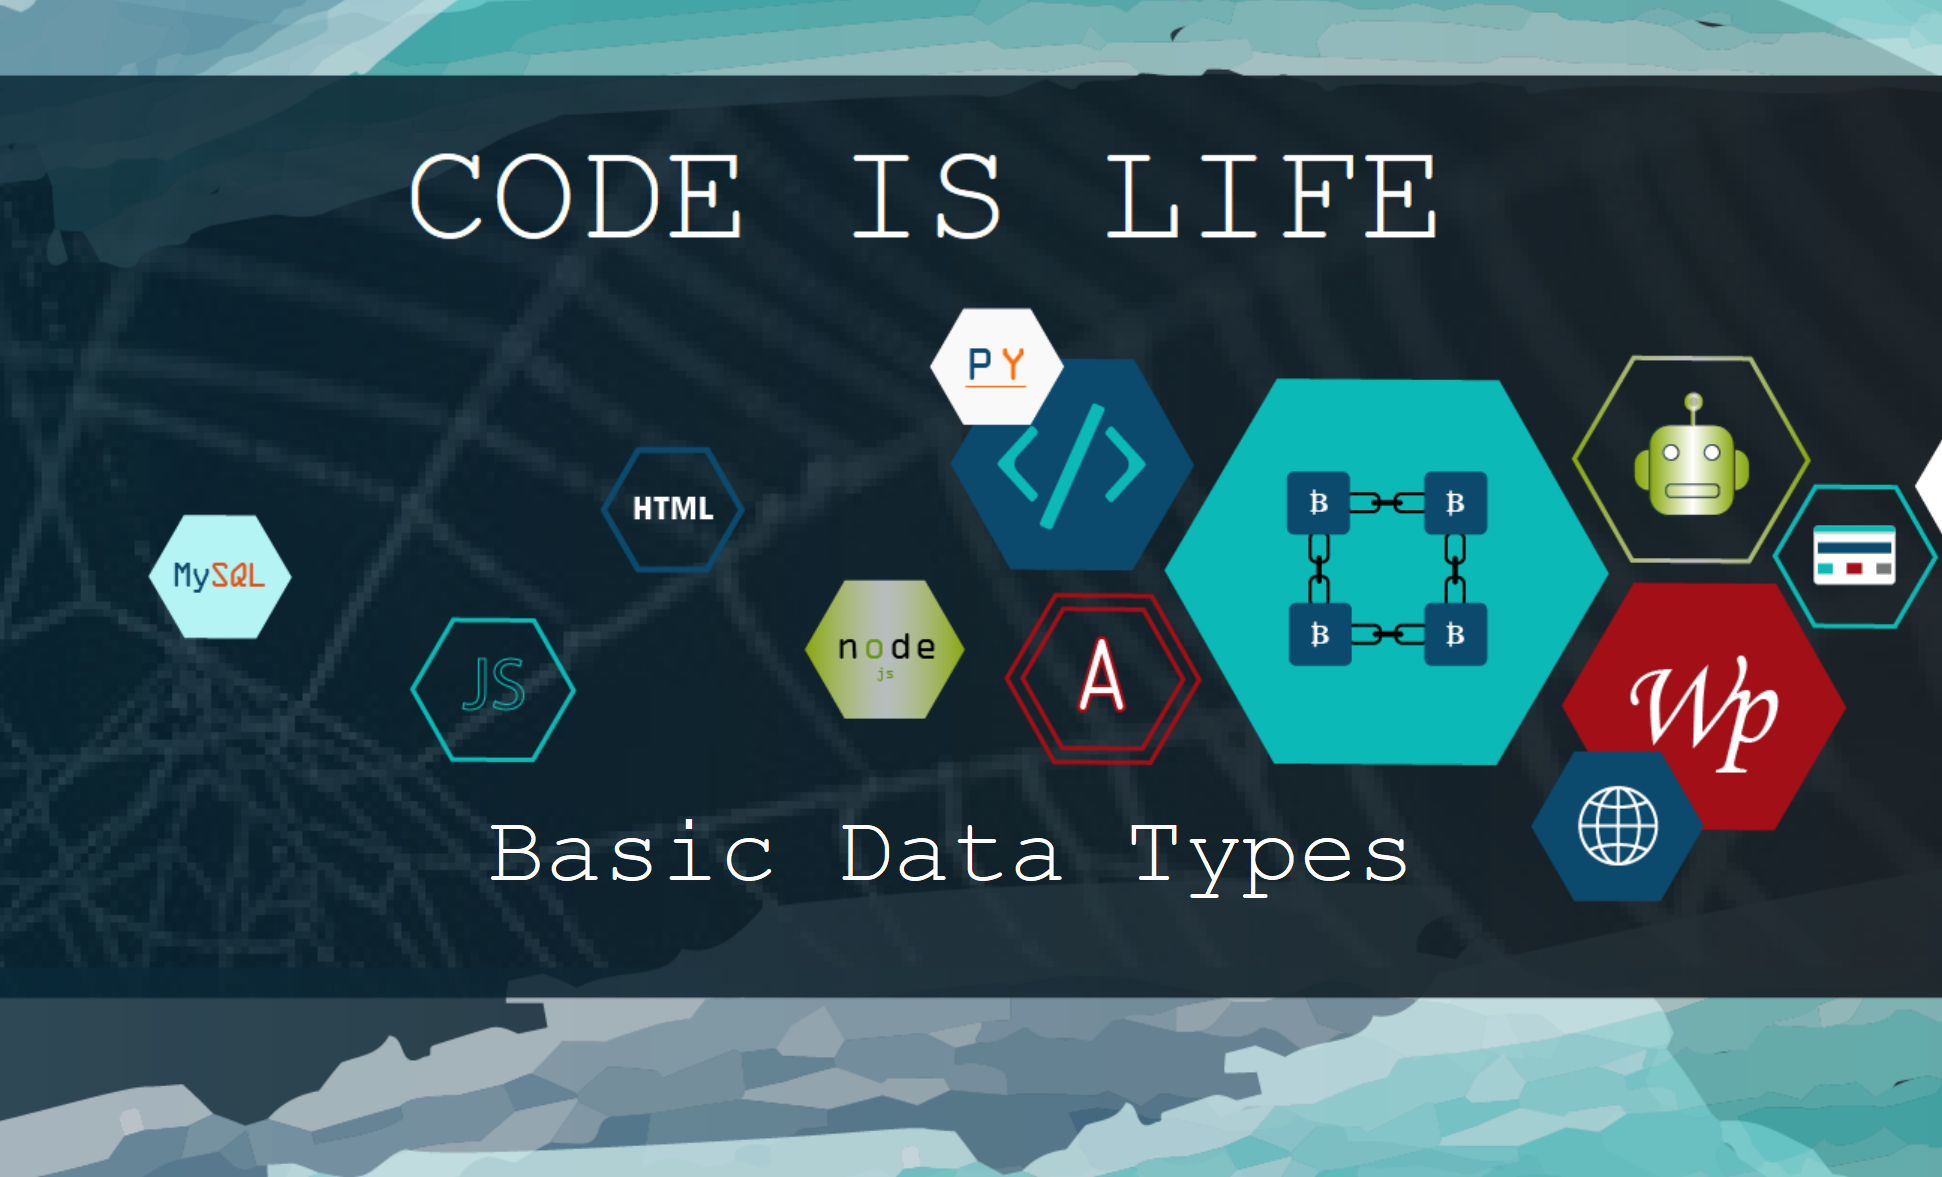 CODE IS LIFE
PY
HTML
MySQL
JS
node
js
A
B B
B B
Wp
Basic Data Types